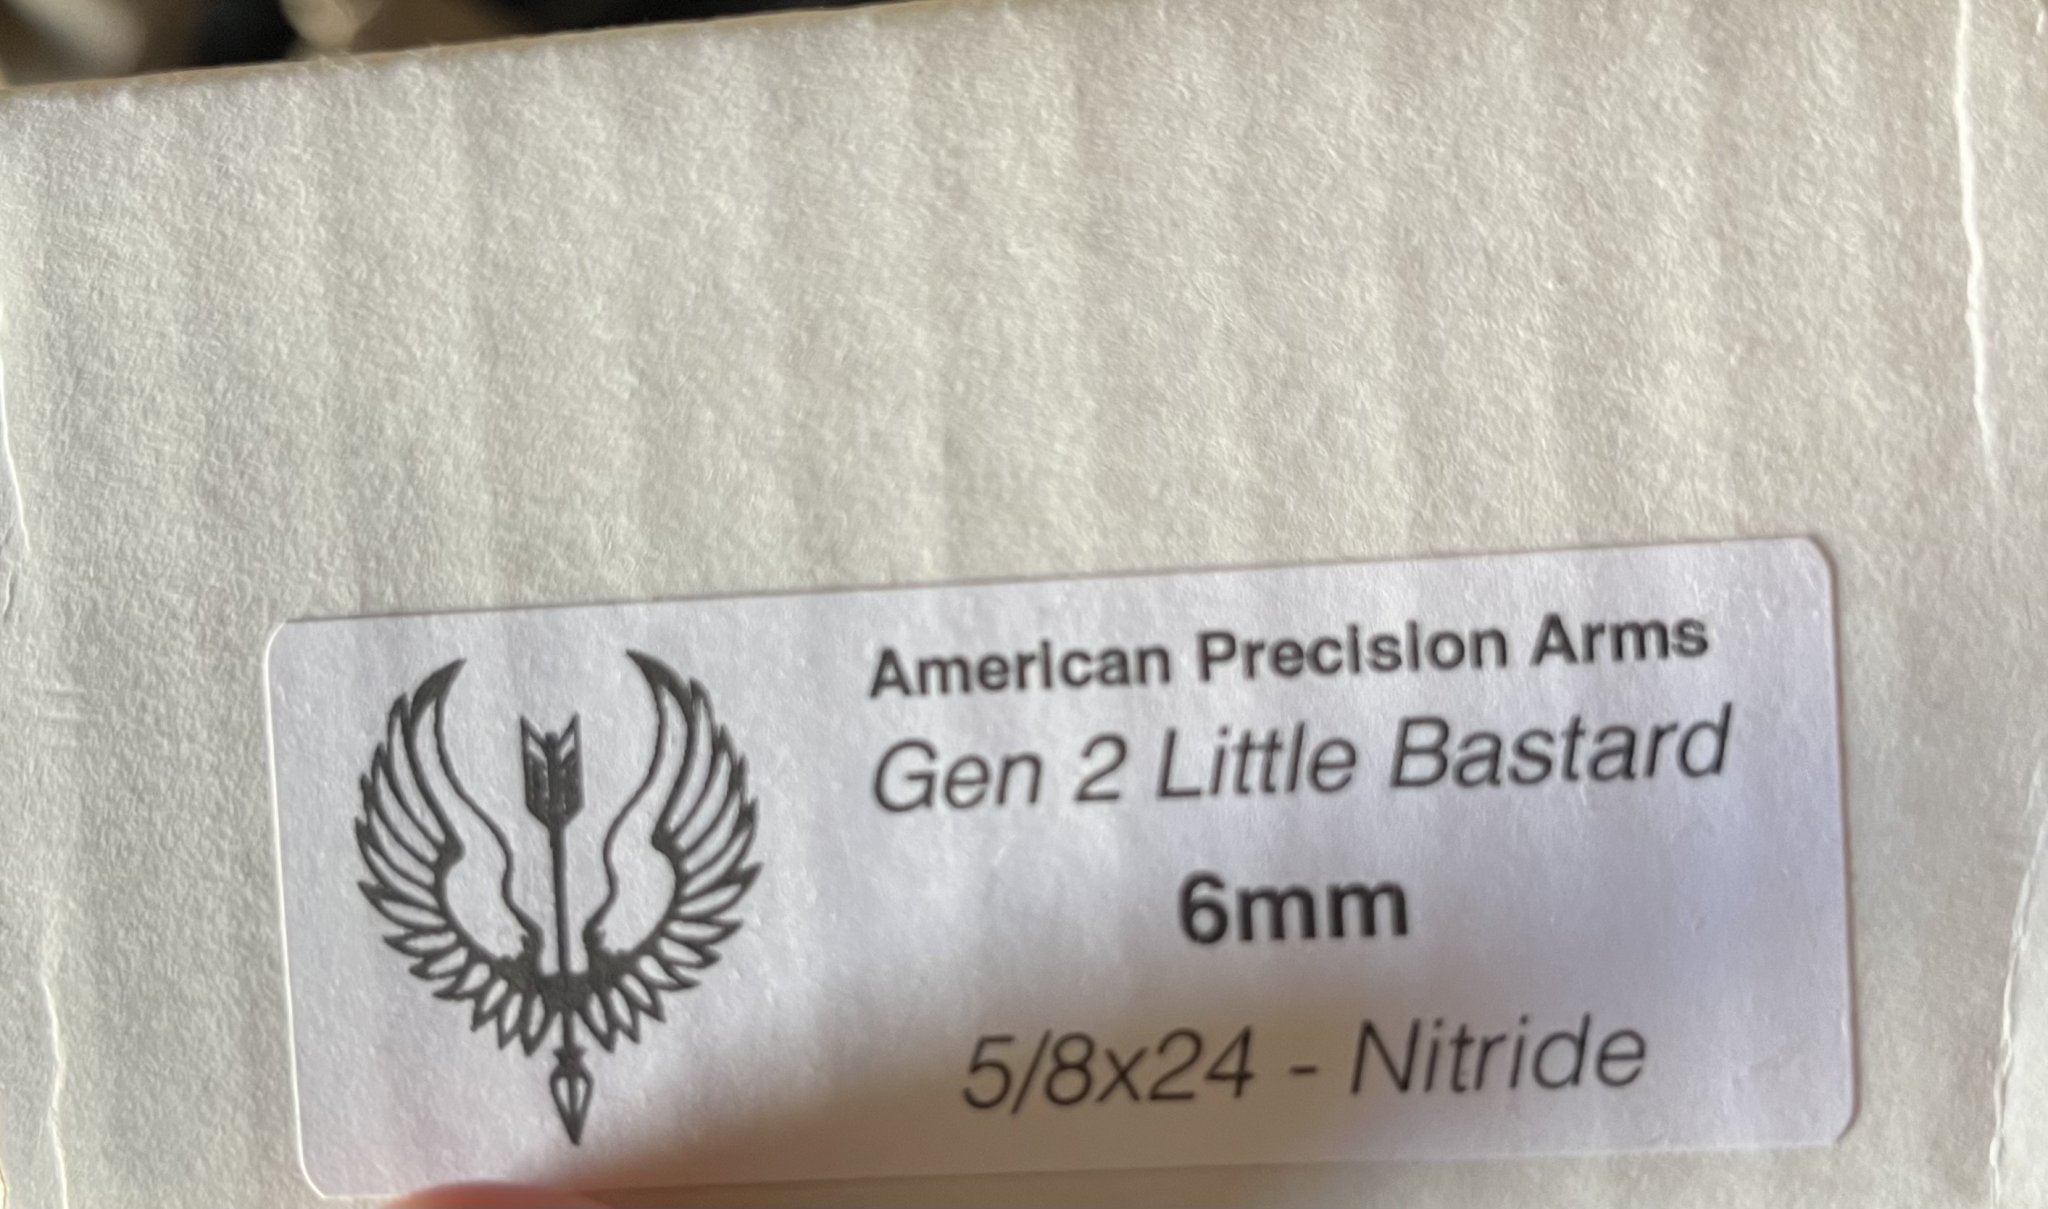 American Precision Arms
Gen 2 Little Bastard
6mm
5/8x24 - Nitride